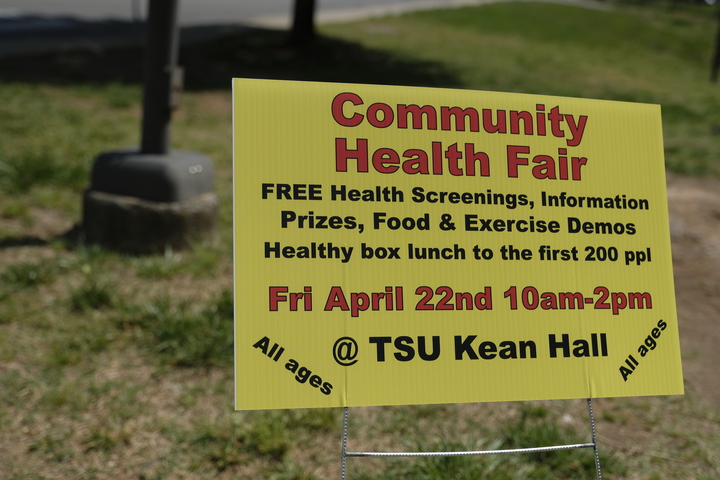 Community
Health Fair
FREE Health Screenings, Information
Prizes, Food & Exercise Demos
Healthy box lunch to the first 200 ppl
Fri April 22nd 10am-2pm
@ TSU Kean Hall
All ages
All ages